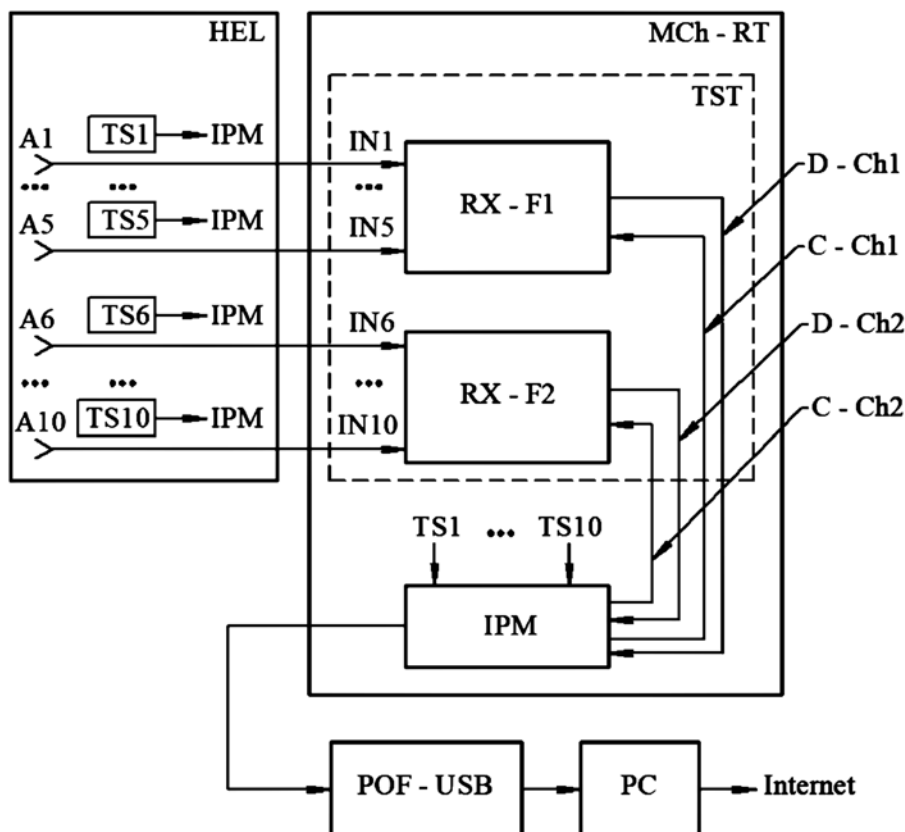 HEL
MCh - RT
TST
A1
TS1
IPM
IN1
RX - F1
D - Ch1
...
...
...
A5
TS5
IPM
IN5
C - Ch1
A6
TS6
IPM
IN6
RX - F2
D - Ch2
...
...
...
A10
TS10
IPM
IN10
C - Ch2
TS1 ... TS10
IPM
POF - USB
PC
Internet